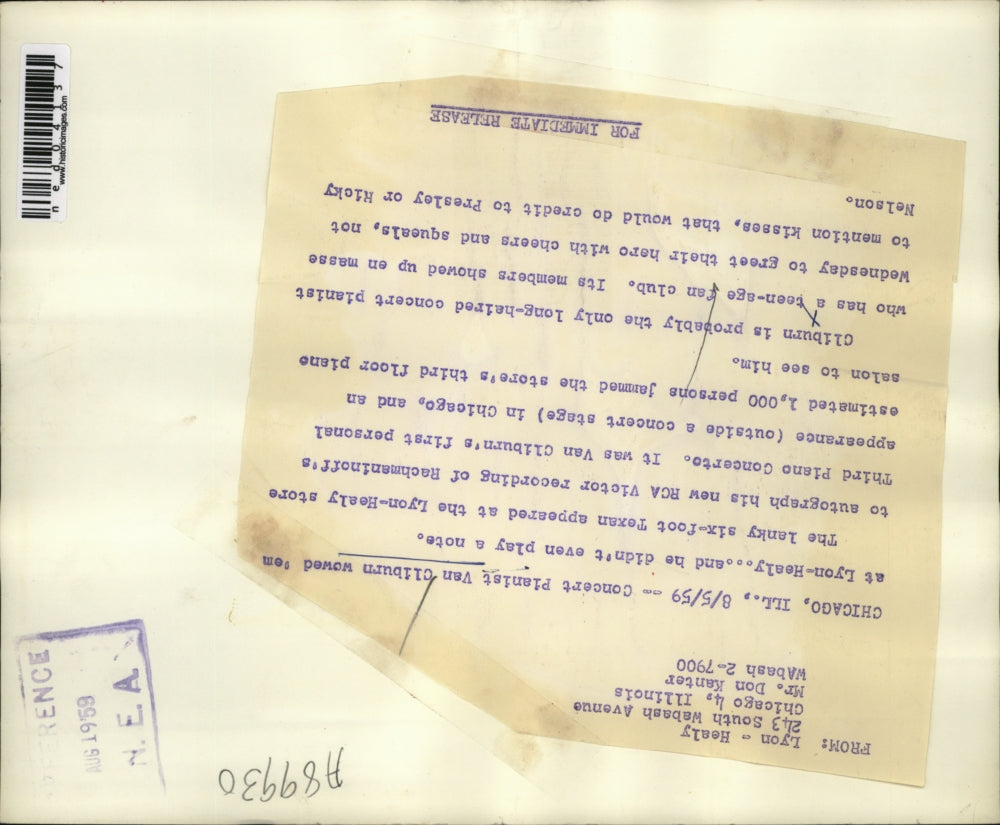 FROM: Lyon - Healy
243 South Wabash Avenue
Chicago 4, Illinois
Mr. Don Kanter
WAbash 2-7900
CHICAGO, ILL., 8/5/59 -- Concert Pianist Van Cliburn wowed 'em
at Lyon-Healy....and he didn't even play a note.
The lanky six-foot Texan appeared at the Lyon-Healy store
to autograph his new RCA Victor recording of Rachmaninoff's
Third Piano Concerto. It was Van Cliburn's first personal
appearance (outside a concert stage) in Chicago, and an
estimated 1,000 persons jammed the store's third floor piano
salon to see him.
Cliburn is probably the only long-haired concert pianist
who has a teen-age fan club. Its members showed up en masse
Wednesday to greet their hero with cheers and squeals, not
to mention kisses, that would do credit to Presley or Ricky
Nelson.
FOR IMMEDIATE RELEASE
A89930
REFERENCE
AUG 1959
N. E. A.
ned04137
www.historicimages.com